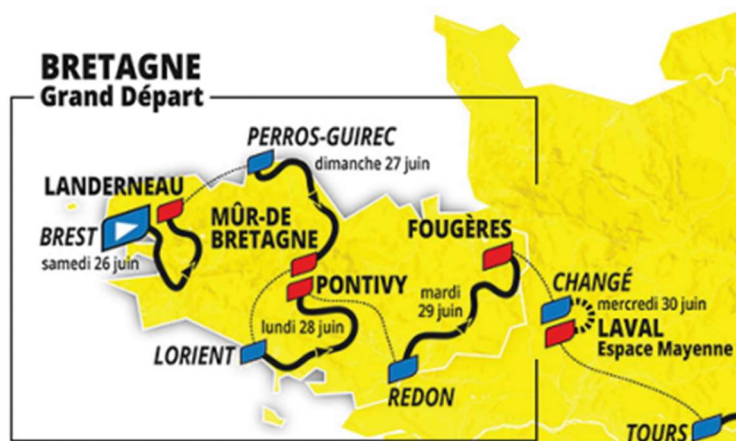 BRETAGNE
Grand Départ
PERROS-GUIREC
dimanche 27 juin
LANDERNEAU
MÛR-DE
BRETAGNE
BREST
samedi 26 juin
FOUGÈRES
PONTIVY
mardi
29 juin
CHANGÉ
mercredi 30 juin
LAVAL
Espace Mayenne
lundi 28 juin
LORIENT
REDON
TOURS